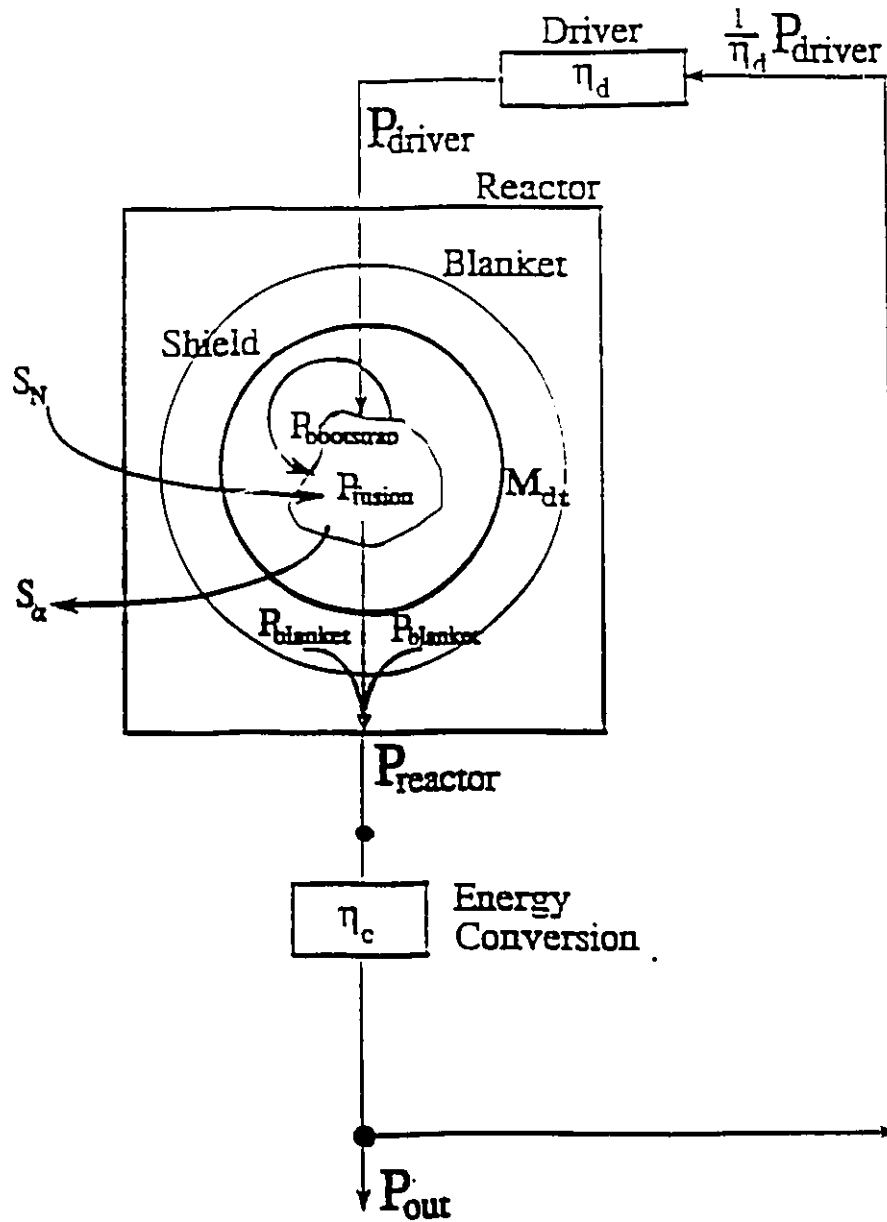 Driver
η_d
1/η_d P_driver
P_driver
Reactor
Blanket
Shield
S_N
P_bootstrap
P_fusion
M_dt
S_α
P_blanket P_blanket
P_reactor
η_c
Energy
Conversion
P_out